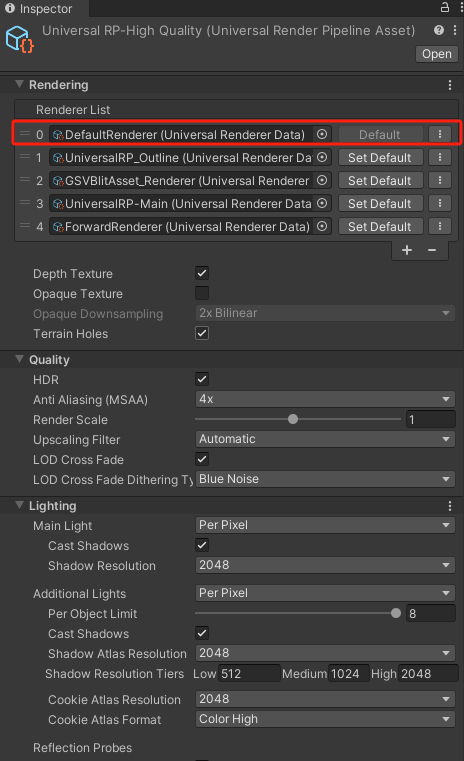 Inspector
Universal RP-High Quality (Universal Render Pipeline Asset)
Open
Rendering
Renderer List
0 DefaultRenderer (Universal Renderer Data) Default
1 UniversalRP_Outline (Universal Renderer Da Set Default
2 GSVBlitAsset_Renderer (Universal Renderer Set Default
3 UniversalRP-Main (Universal Renderer Data) Set Default
4 ForwardRenderer (Universal Renderer Data) Set Default
+ −
Depth Texture
Opaque Texture
Opaque Downsampling 2x Bilinear
Terrain Holes
Quality
HDR
Anti Aliasing (MSAA) 4x
Render Scale 1
Upscaling Filter Automatic
LOD Cross Fade
LOD Cross Fade Dithering Ty Blue Noise
Lighting
Main Light Per Pixel
Cast Shadows
Shadow Resolution 2048
Additional Lights Per Pixel
Per Object Limit 8
Cast Shadows
Shadow Atlas Resolution 2048
Shadow Resolution Tiers Low 512 Medium 1024 High 2048
Cookie Atlas Resolution 2048
Cookie Atlas Format Color High
Reflection Probes